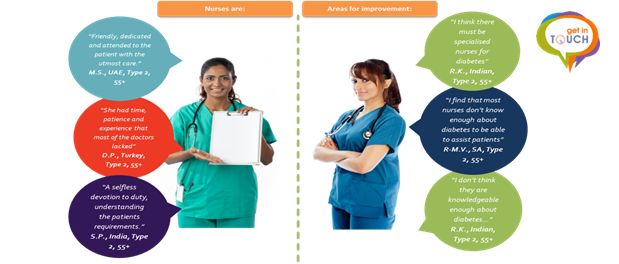 Nurses are:
"Friendly, dedicated
and attended to the
patient with the
utmost care."
M.S., UAE, Type 2,
55+
"She had time,
patience and
experience that
most of the doctors
lacked"
D.P., Turkey,
Type 2, 55+
"A selfless
devotion to duty,
understanding
the patients
requirements."
S.P., India, Type
2, 55+
Areas for improvement:
"I think there
must be
specialised
nurses for
diabetes"
R.K., Indian,
Type 2, 55+
"I find that most
nurses don't know
enough about
diabetes to be able
to assist patients"
R-M.V., SA, Type
2, 55+
"I don't think
they are
knowledgeable
enough about
diabetes..."
R.K., Indian,
Type 2, 55+
get in
TOUCH